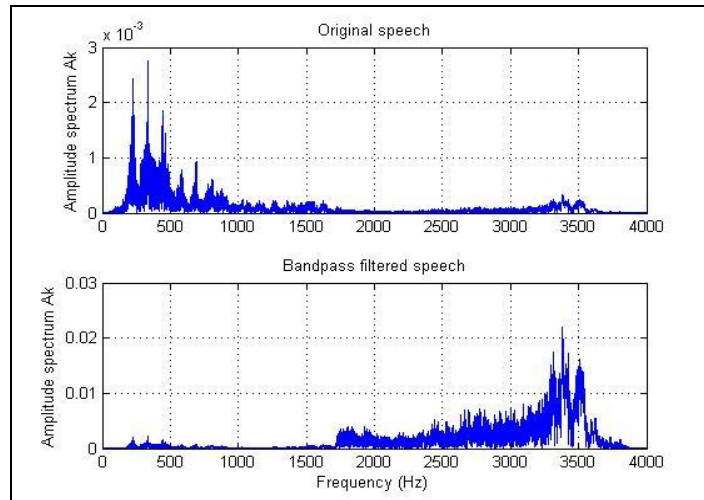 Original speech
x 10^-3
Amplitude spectrum Ak
3
2
1
0
0 500 1000 1500 2000 2500 3000 3500 4000
Bandpass filtered speech
Amplitude spectrum Ak
0.03
0.02
0.01
0
0 500 1000 1500 2000 2500 3000 3500 4000
Frequency (Hz)